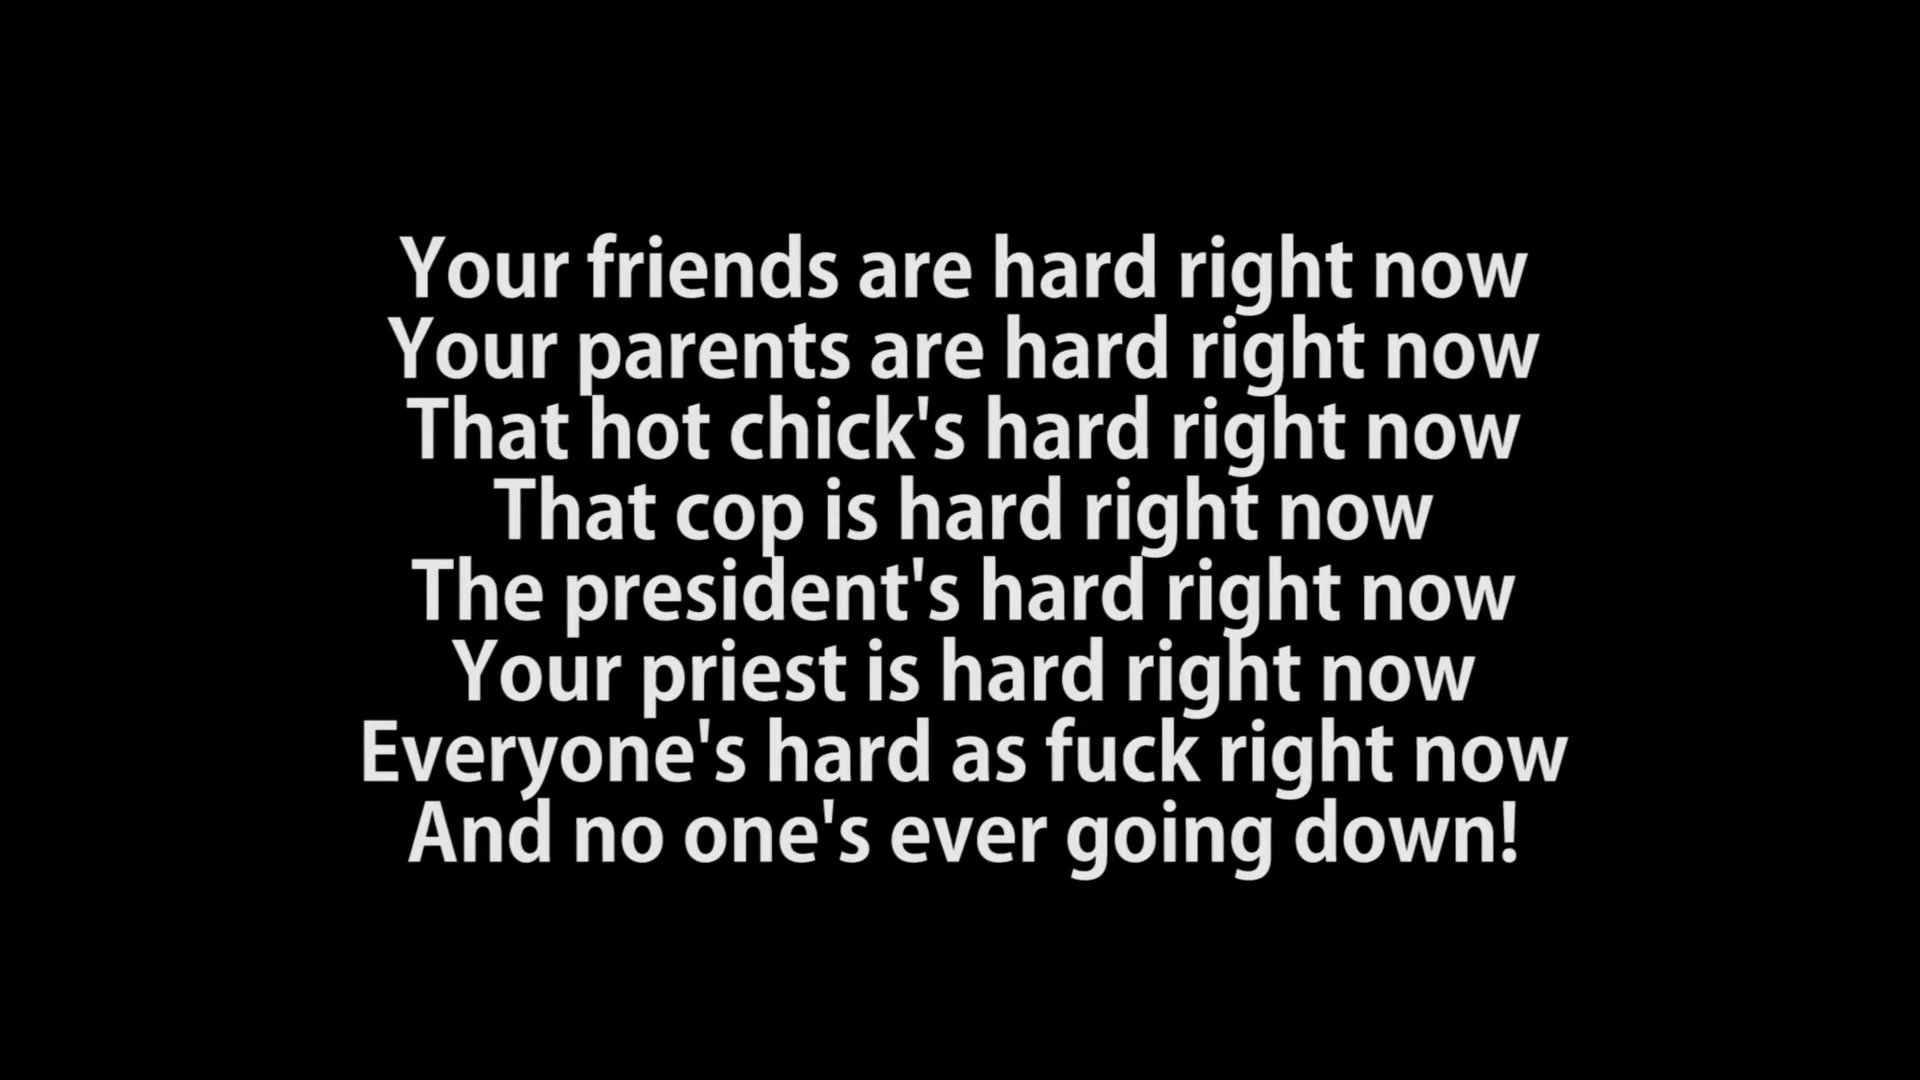 Your friends are hard right now
Your parents are hard right now
That hot chick's hard right now
That cop is hard right now
The president's hard right now
Your priest is hard right now
Everyone's hard as fuck right now
And no one's ever going down!